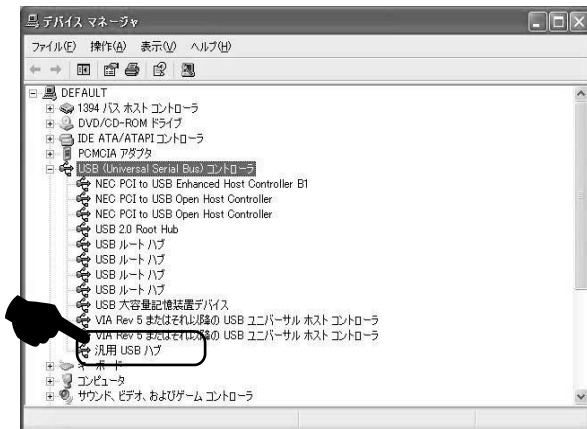 デバイス マネージャ
ファイル(F) 操作(A) 表示(V) ヘルプ(H)
DEFAULT
1394 バス ホスト コントローラ
DVD/CD-ROM ドライブ
IDE ATA/ATAPI コントローラ
PCMCIA アダプタ
USB (Universal Serial Bus) コントローラ
NEC PCI to USB Enhanced Host Controller B1
NEC PCI to USB Open Host Controller
NEC PCI to USB Open Host Controller
USB 2.0 Root Hub
USB ルート ハブ
USB ルート ハブ
USB ルート ハブ
USB ルート ハブ
USB 大容量記憶装置デバイス
VIA Rev 5 またはそれ以降の USB ユニバーサル ホスト コントローラ
VIA Rev 5 またはそれ以降の USB ユニバーサル ホスト コントローラ
汎用 USB ハブ
キーボード
コンピュータ
サウンド、ビデオ、およびゲーム コントローラ